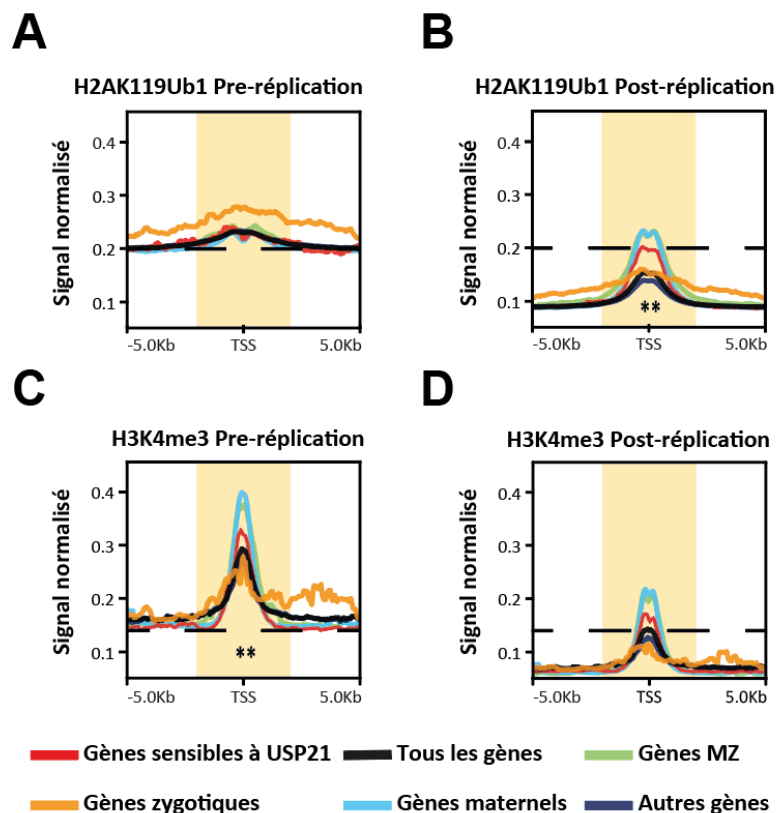 A
B
H2AK119Ub1 Pre-réplication
H2AK119Ub1 Post-réplication
Signal normalisé
0.4
0.3
0.2
0.1
-5.0Kb
TSS
5.0Kb
Signal normalisé
0.4
0.3
0.2
0.1
**
-5.0Kb
TSS
5.0Kb
C
D
H3K4me3 Pre-réplication
H3K4me3 Post-réplication
Signal normalisé
0.4
0.3
0.2
0.1
**
-5.0Kb
TSS
5.0Kb
Signal normalisé
0.4
0.3
0.2
0.1
-5.0Kb
TSS
5.0Kb
Gènes sensibles à USP21
Tous les gènes
Gènes MZ
Gènes zygotiques
Gènes maternels
Autres gènes